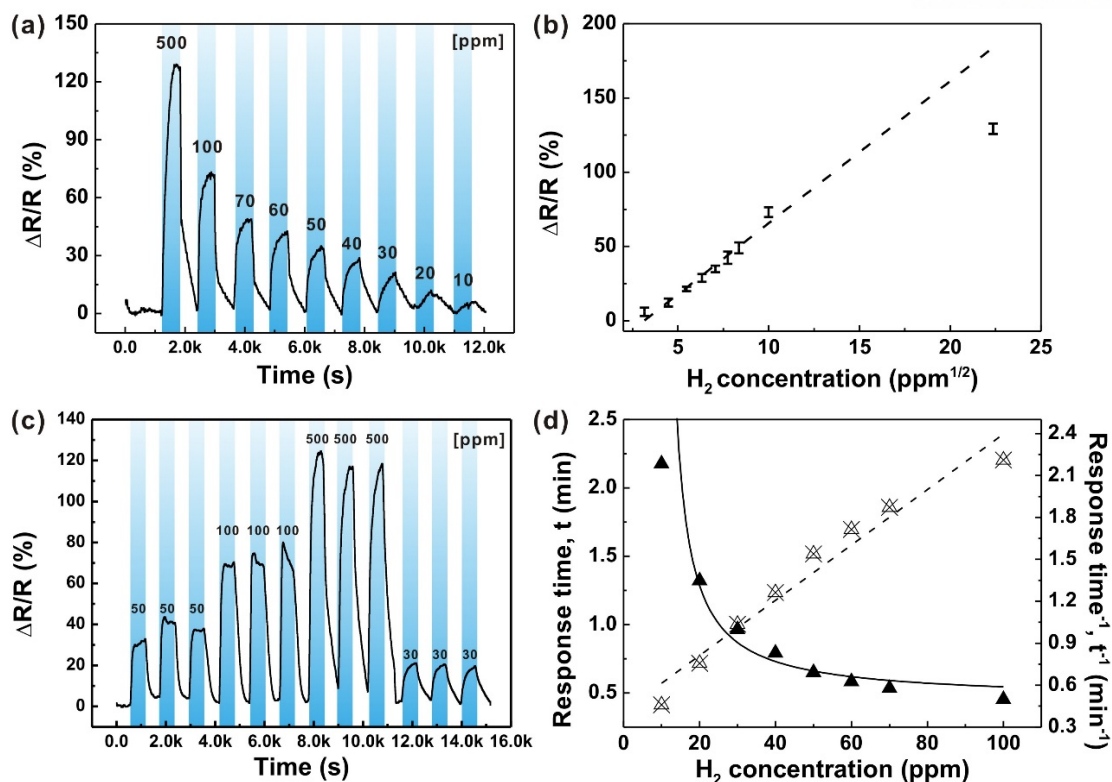 (a)
[ppm]
500
100
70
60
50
40
30
20
10
150
120
90
60
30
0
ΔR/R (%)
0.0 2.0k 4.0k 6.0k 8.0k 10.0k 12.0k
Time (s)
(b)
200
150
100
50
0
ΔR/R (%)
5 10 15 20 25
H₂ concentration (ppm¹ᐟ²)
(c)
[ppm]
50 50 50 100 100 100 500 500 500 30 30 30
140
120
100
80
60
40
20
0
ΔR/R (%)
0.0 2.0k 4.0k 6.0k 8.0k 10.0k 12.0k 14.0k 16.0k
Time (s)
(d)
2.5
2.0
1.5
1.0
0.5
Response time, t (min)
2.4
2.1
1.8
1.5
1.2
0.9
0.6
0.3
Response time⁻¹, t⁻¹ (min⁻¹)
0 20 40 60 80 100
H₂ concentration (ppm)